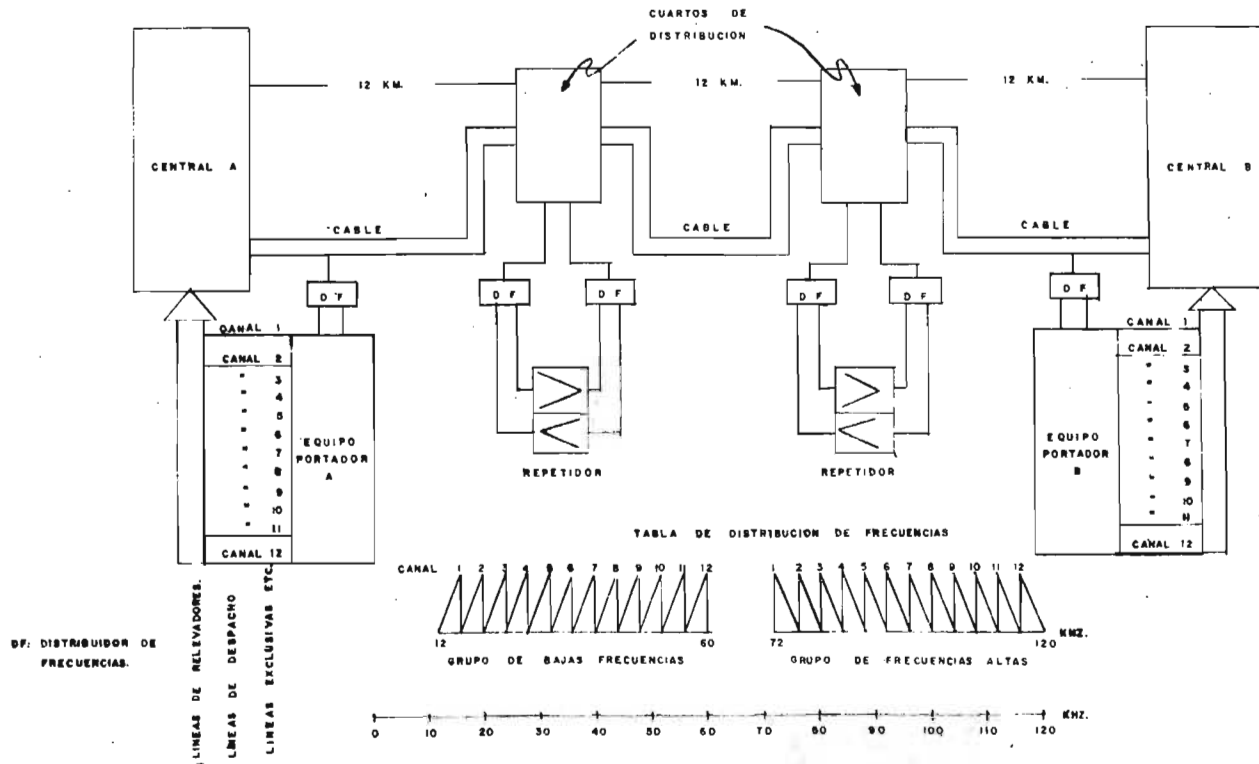 CUARTOS DE
DISTRIBUCION
12 KM.
12 KM.
12 KM.
CENTRAL A
CENTRAL B
CABLE
CABLE
CABLE
D F
D F
D F
D F
D F
D F
CANAL 1
CANAL 2
" 3
" 4
" 5
" 6
" 7
" 8
" 9
" 10
" 11
CANAL 12
EQUIPO
PORTADOR
A
REPETIDOR
REPETIDOR
EQUIPO
PORTADOR
B
CANAL 1
CANAL 2
" 3
" 4
" 5
" 6
" 7
" 8
" 9
" 10
" 11
CANAL 12
TABLA DE DISTRIBUCION DE FRECUENCIAS
CANAL 1 2 3 4 5 6 7 8 9 10 11 12
1 2 3 4 5 6 7 8 9 10 11 12
12 60
72 120 KHZ.
GRUPO DE BAJAS FRECUENCIAS
GRUPO DE FRECUENCIAS ALTAS
DF: DISTRIBUIDOR DE
FRECUENCIAS.
LINEAS DE RELEVADORES.
LINEAS DE DESPACHO
LINEAS EXCLUSIVAS ETC.
KHZ.
0 10 20 30 40 50 60 70 80 90 100 110 120